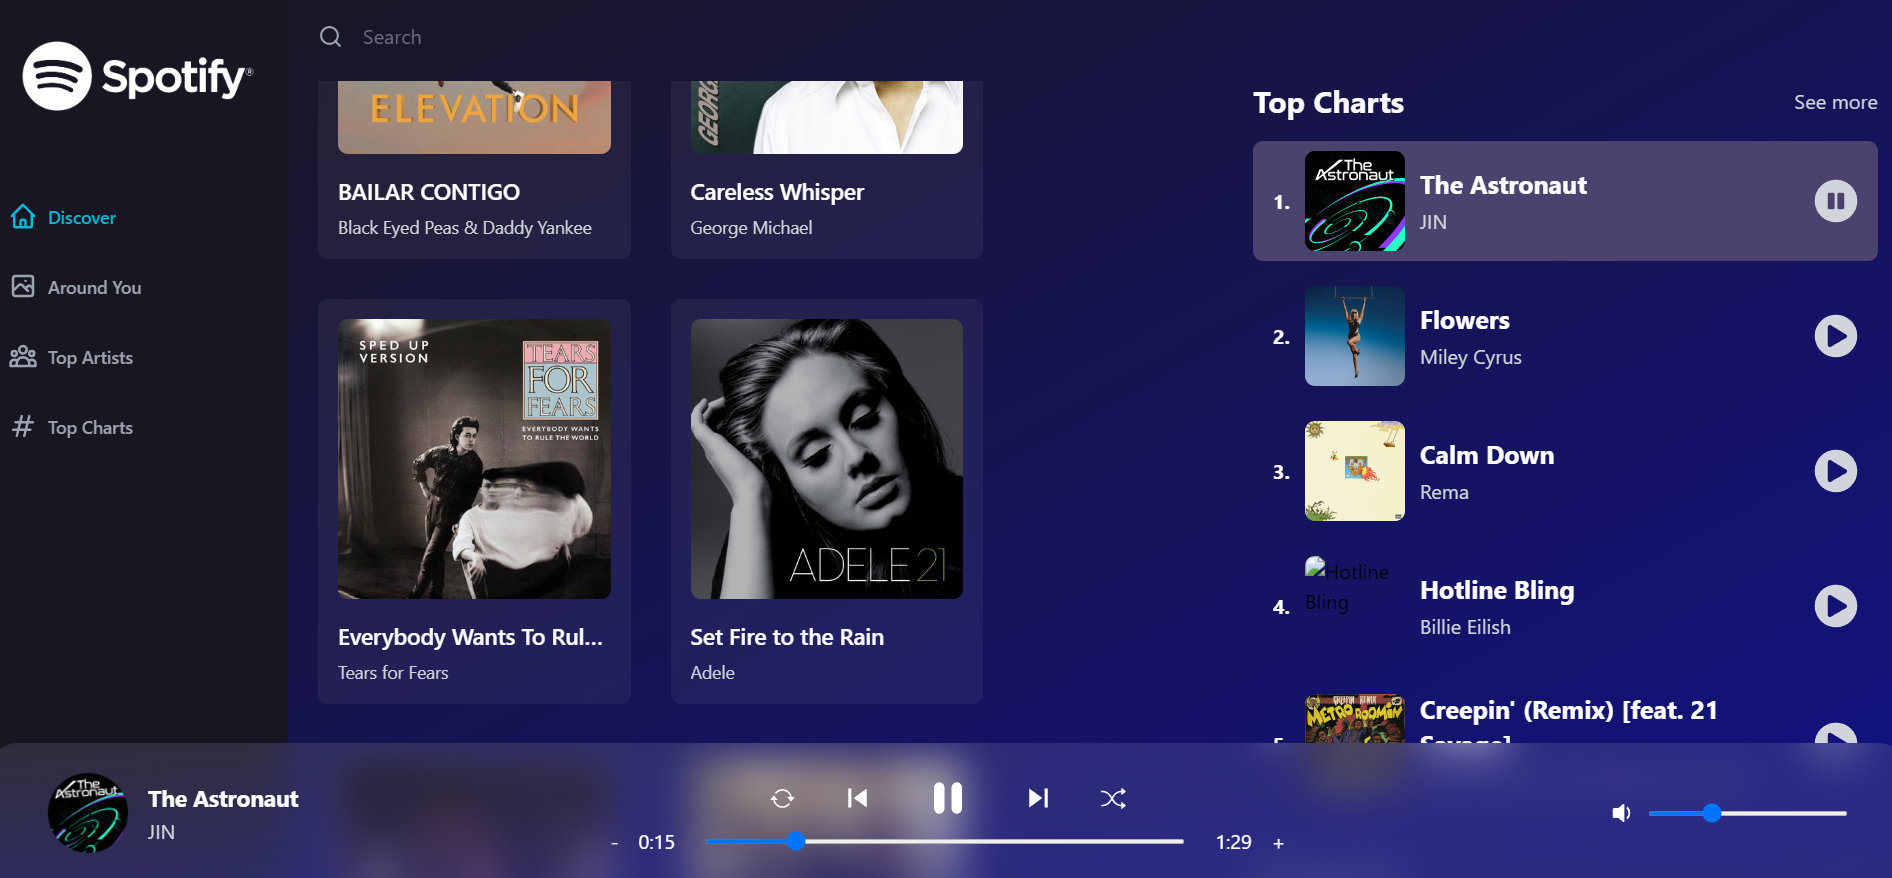 Spotify®
Discover
Around You
Top Artists
Top Charts
Search
ELEVATION
BAILAR CONTIGO
Black Eyed Peas & Daddy Yankee
GEORG
Careless Whisper
George Michael
SPED UP
VERSION
TEARS
FOR
FEARS
EVERYBODY WANTS
TO RULE THE WORLD
Everybody Wants To Rul...
Tears for Fears
ADELE 21
Set Fire to the Rain
Adele
Top Charts
See more
1.
The
Astronaut
The Astronaut
JIN
2.
Flowers
Miley Cyrus
3.
Calm Down
Rema
4.
Hotline
Bling
Hotline Bling
Billie Eilish
5.
CREEPIN' REMIX
METRO BOOMIN
Creepin' (Remix) [feat. 21
Savage]
The
Astronaut
The Astronaut
JIN
- 0:15
1:29 +